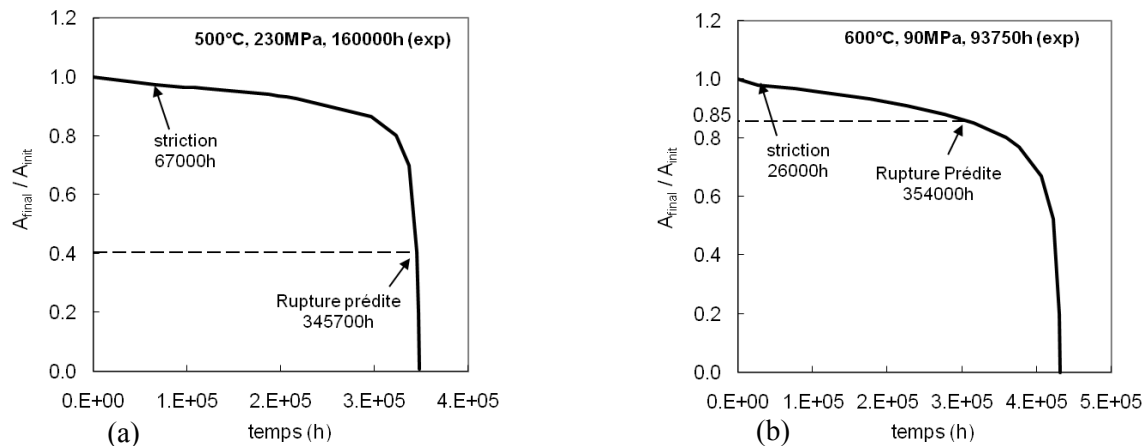 500°C, 230MPa, 160000h (exp)
1.2
1.0
0.8
0.6
0.4
0.2
0.0
A_final / A_init
striction
67000h
Rupture prédite
345700h
0.E+00 1.E+05 2.E+05 3.E+05 4.E+05
temps (h)
(a)
600°C, 90MPa, 93750h (exp)
1.2
1.0
0.85
0.8
0.6
0.4
0.2
0.0
A_final / A_init
striction
26000h
Rupture Prédite
354000h
0.E+00 1.E+05 2.E+05 3.E+05 4.E+05 5.E+05
temps (h)
(b)